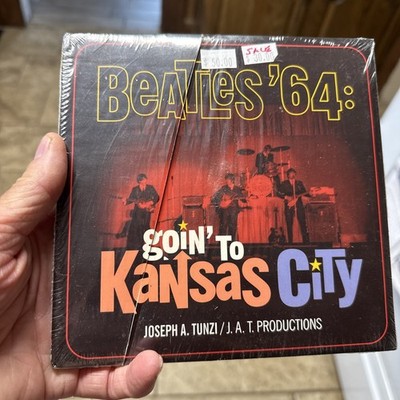 $30.00
SALE
BeATLes '64:
goin' To
KANSAS CiTy
JOSEPH A. TUNZI / J. A. T. PRODUCTIONS